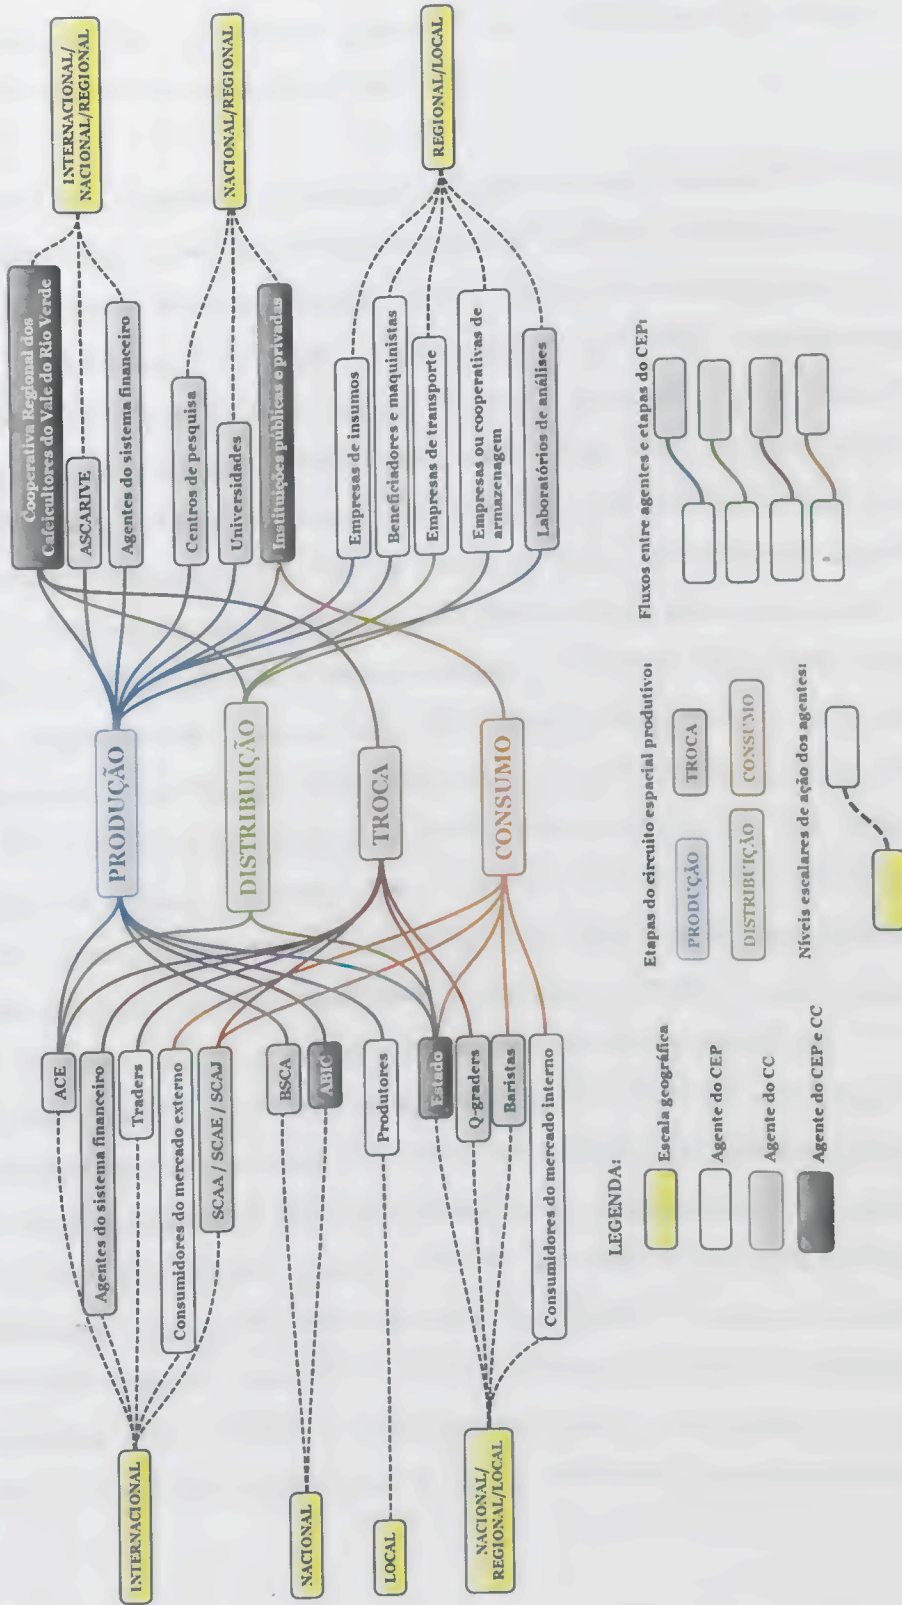 INTERNACIONAL
NACIONAL
LOCAL
NACIONAL/
REGIONAL/LOCAL
ACE
Agentes do sistema financeiro
Traders
Consumidores do mercado externo
SCAA / SCAE / SCAJ
BSCA
ABIC
Produtores
Estado
Q-graders
Baristas
Consumidores do mercado interno
PRODUÇÃO
DISTRIBUIÇÃO
TROCA
CONSUMO
Cooperativa Regional dos
Cafeicultores do Vale do Rio Verde
ASCARIVE
Agentes do sistema financeiro
Centros de pesquisa
Universidades
Instituições públicas e privadas
Empresas de insumos
Beneficiadores e maquinistas
Empresas de transporte
Empresas ou cooperativas de
armazenagem
Laboratórios de análises
INTERNACIONAL/
NACIONAL/REGIONAL
NACIONAL/REGIONAL
REGIONAL/LOCAL
LEGENDA:
Escala geográfica
Agente do CEP
Agente do CC
Agente do CEP e CC
Etapas do circuito espacial produtivo:
PRODUÇÃO
TROCA
DISTRIBUIÇÃO
CONSUMO
Níveis escalares de ação dos agentes:
Fluxos entre agentes e etapas do CEP: